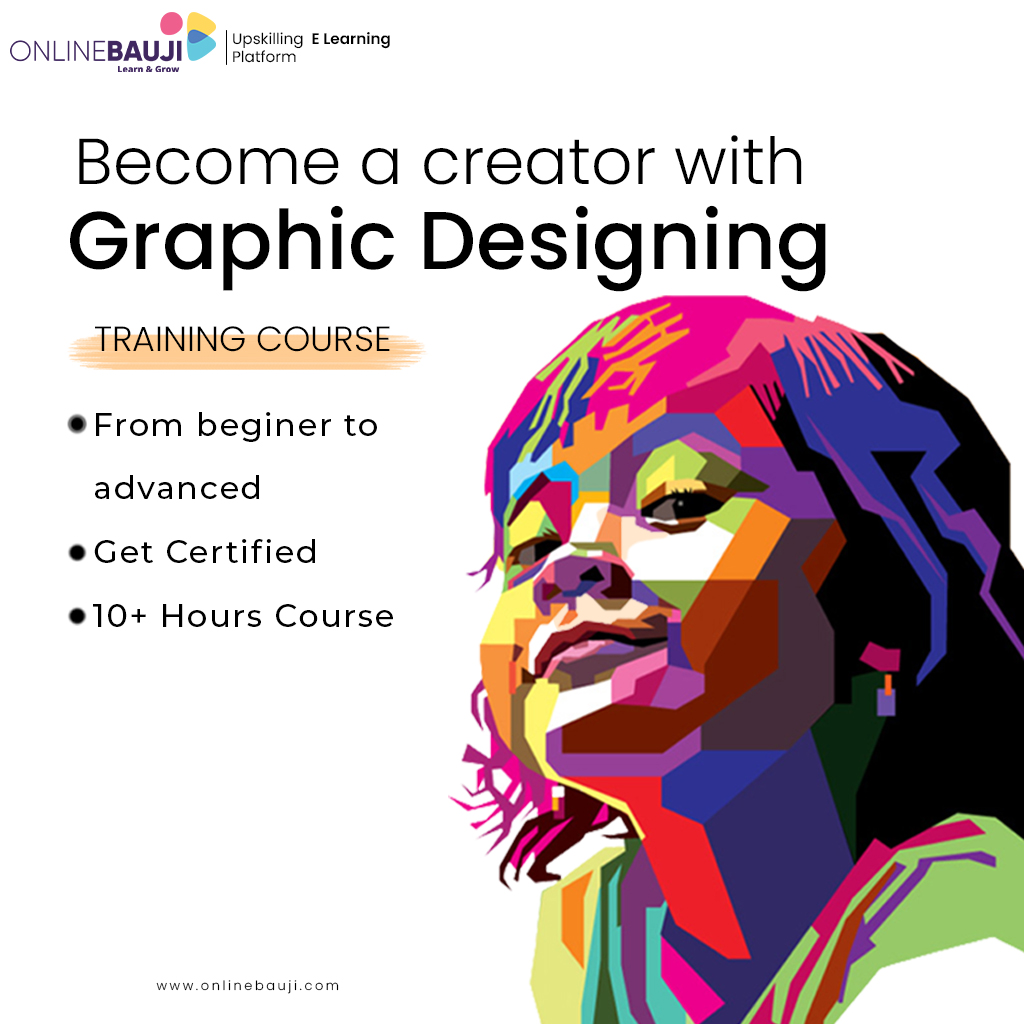 ONLINEBAUJI
Learn & Grow
Upskilling E Learning
Platform
Become a creator with
Graphic Designing
TRAINING COURSE
From beginer to
advanced
Get Certified
10+ Hours Course
www.onlinebauji.com